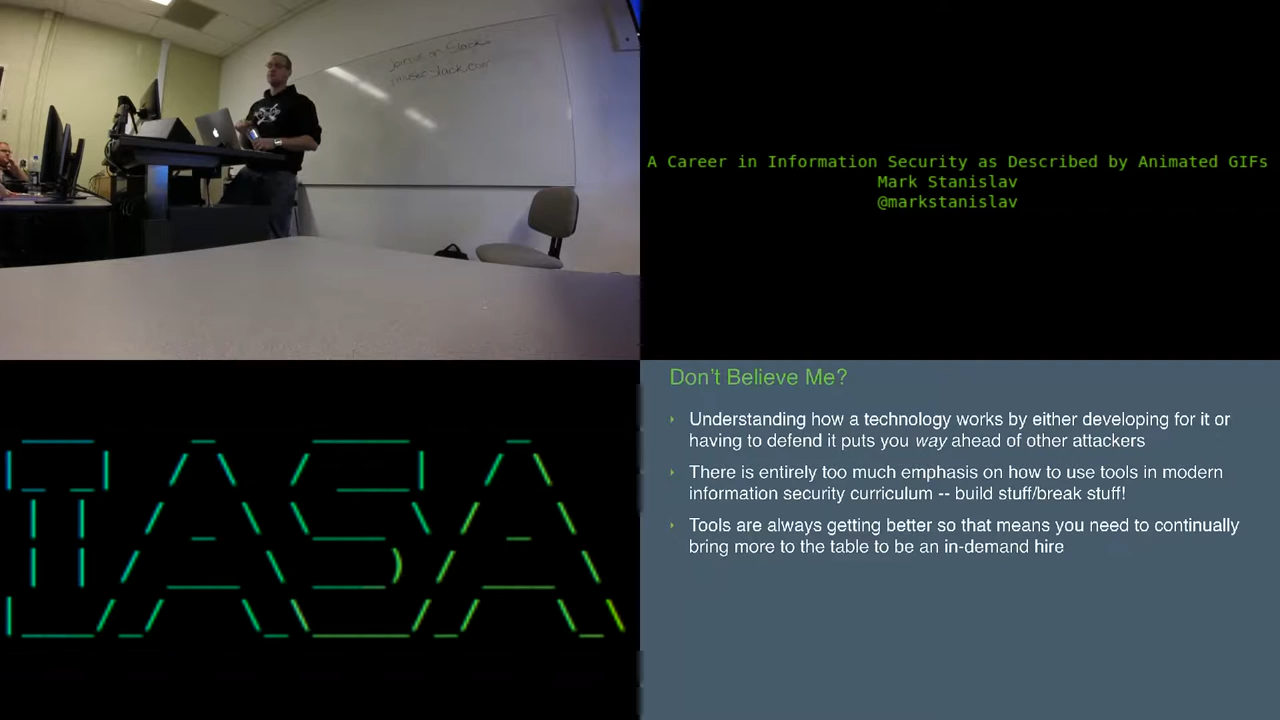 Join us on Slack:
A Career in Information Security as Described by Animated GIFs
Mark Stanislav
@markstanislav
IASA
Don't Believe Me?
Understanding how a technology works by either developing for it or
having to defend it puts you way ahead of other attackers
There is entirely too much emphasis on how to use tools in modern
information security curriculum -- build stuff/break stuff!
Tools are always getting better so that means you need to continually
bring more to the table to be an in-demand hire